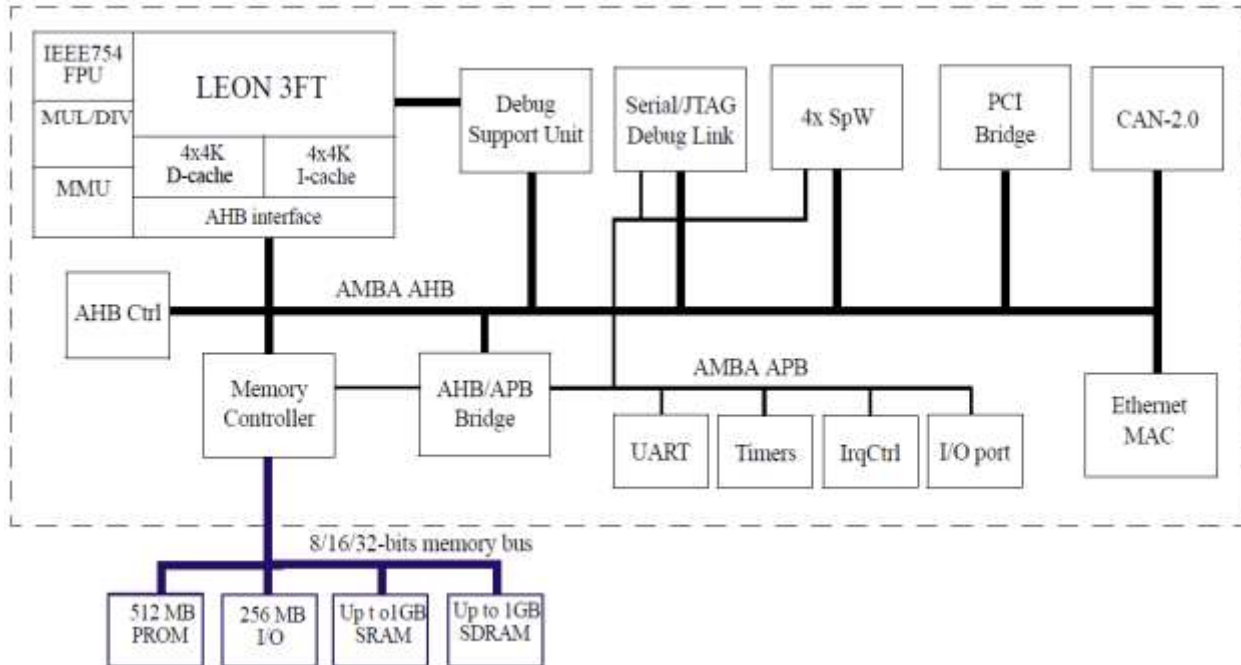 IEEE754
FPU
MUL/DIV
MMU
LEON 3FT
4x4K
D-cache
4x4K
I-cache
AHB interface
Debug
Support Unit
Serial/JTAG
Debug Link
4x SpW
PCI
Bridge
CAN-2.0
AHB Ctrl
AMBA AHB
Memory
Controller
AHB/APB
Bridge
AMBA APB
UART
Timers
IrqCtrl
I/O port
Ethernet
MAC
8/16/32-bits memory bus
512 MB
PROM
256 MB
I/O
Up t o1GB
SRAM
Up to 1GB
SDRAM